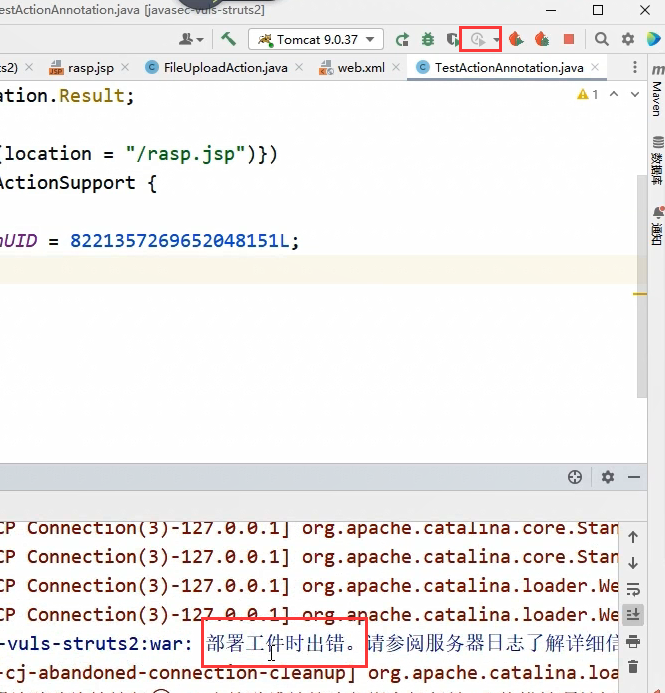 TestActionAnnotation.java [javasec-vuls-struts2]
Tomcat 9.0.37
ts2)
rasp.jsp
FileUploadAction.java
web.xml
TestActionAnnotation.java
Maven
ation.Result;
1
{location = "/rasp.jsp")})
数据库
ActionSupport {
通知
nUID = 8221357269652048151L;
CP Connection(3)-127.0.0.1] org.apache.catalina.core.Stan
CP Connection(3)-127.0.0.1] org.apache.catalina.core.Stan
CP Connection(3)-127.0.0.1] org.apache.catalina.loader.We
CP Connection(3)-127.0.0.1] org.apache.catalina.loader.We
-vuls-struts2:war: 部署工件时出错。请参阅服务器日志了解详细信
-cj-abandoned-connection-cleanup] org.apache.catalina.loa